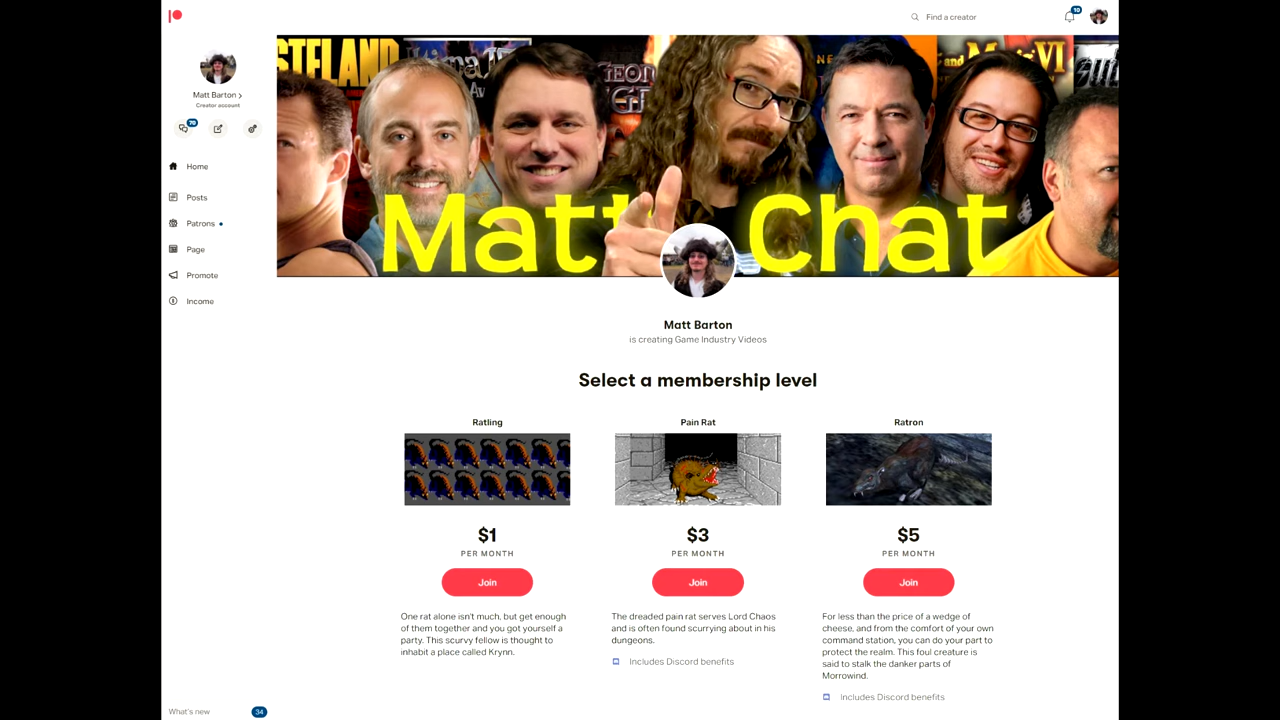 Find a creator
10
Matt Barton
Creator account
70
Home
Posts
Patrons
Page
Promote
Income
What's new
34
WASTELAND
Matt Chat
Matt Barton
is creating Game Industry Videos
Select a membership level
Ratling
$1
PER MONTH
Join
One rat alone isn't much, but get enough
of them together and you got yourself a
party. This scurvy fellow is thought to
inhabit a place called Krynn.
Pain Rat
$3
PER MONTH
Join
The dreaded pain rat serves Lord Chaos
and is often found scurrying about in his
dungeons.
Includes Discord benefits
Ratron
$5
PER MONTH
Join
For less than the price of a wedge of
cheese, and from the comfort of your own
command station, you can do your part to
protect the realm. This foul creature is
said to stalk the danker parts of
Morrowind.
Includes Discord benefits